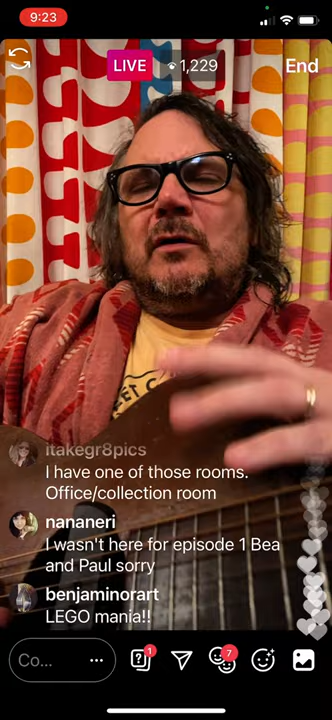 9:23
LIVE
1,229
End
itakegr8pics
I have one of those rooms.
Office/collection room
nananeri
I wasn't here for episode 1 Bea
and Paul sorry
benjaminorart
LEGO mania!!
Co...
1
7